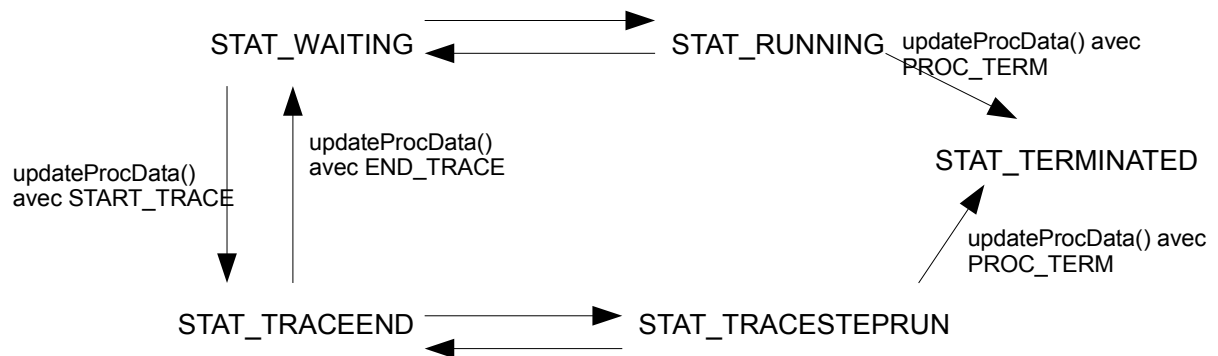 STAT_WAITING
STAT_RUNNING
updateProcData() avec
PROC_TERM
updateProcData()
avec END_TRACE
updateProcData()
avec START_TRACE
STAT_TERMINATED
updateProcData() avec
PROC_TERM
STAT_TRACEEND
STAT_TRACESTEPRUN